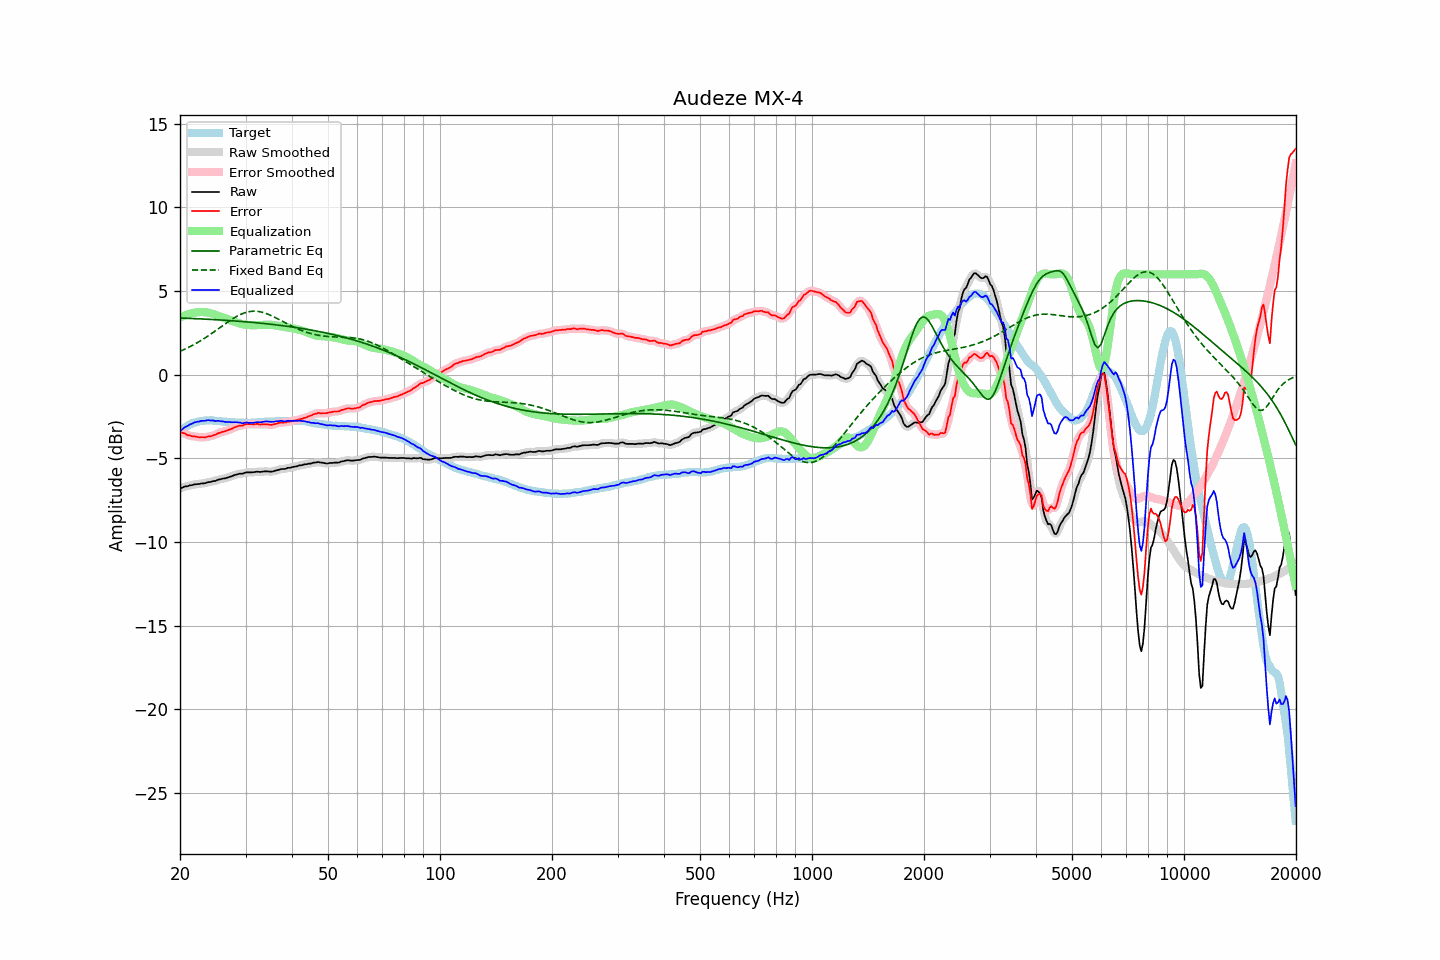 Audeze MX-4
15
10
5
0
−5
−10
−15
−20
−25
Amplitude (dBr)
Target
Raw Smoothed
Error Smoothed
Raw
Error
Equalization
Parametric Eq
Fixed Band Eq
Equalized
20 50 100 200 500 1000 2000 5000 10000 20000
Frequency (Hz)